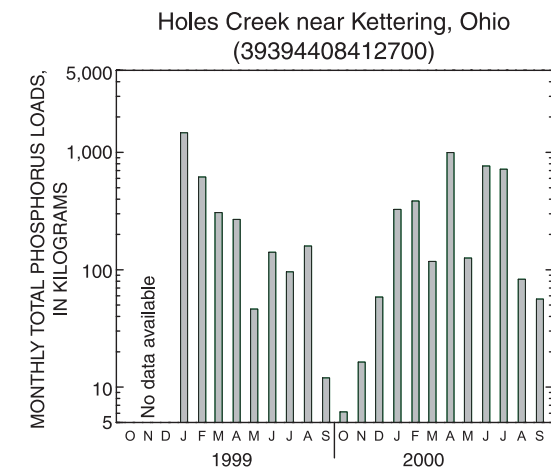 Holes Creek near Kettering, Ohio
(39394408412700)
MONTHLY TOTAL PHOSPHORUS LOADS,
IN KILOGRAMS
5,000
1,000
100
10
5
No data available
O N D J F M A M J J A S O N D J F M A M J J A S
1999 2000